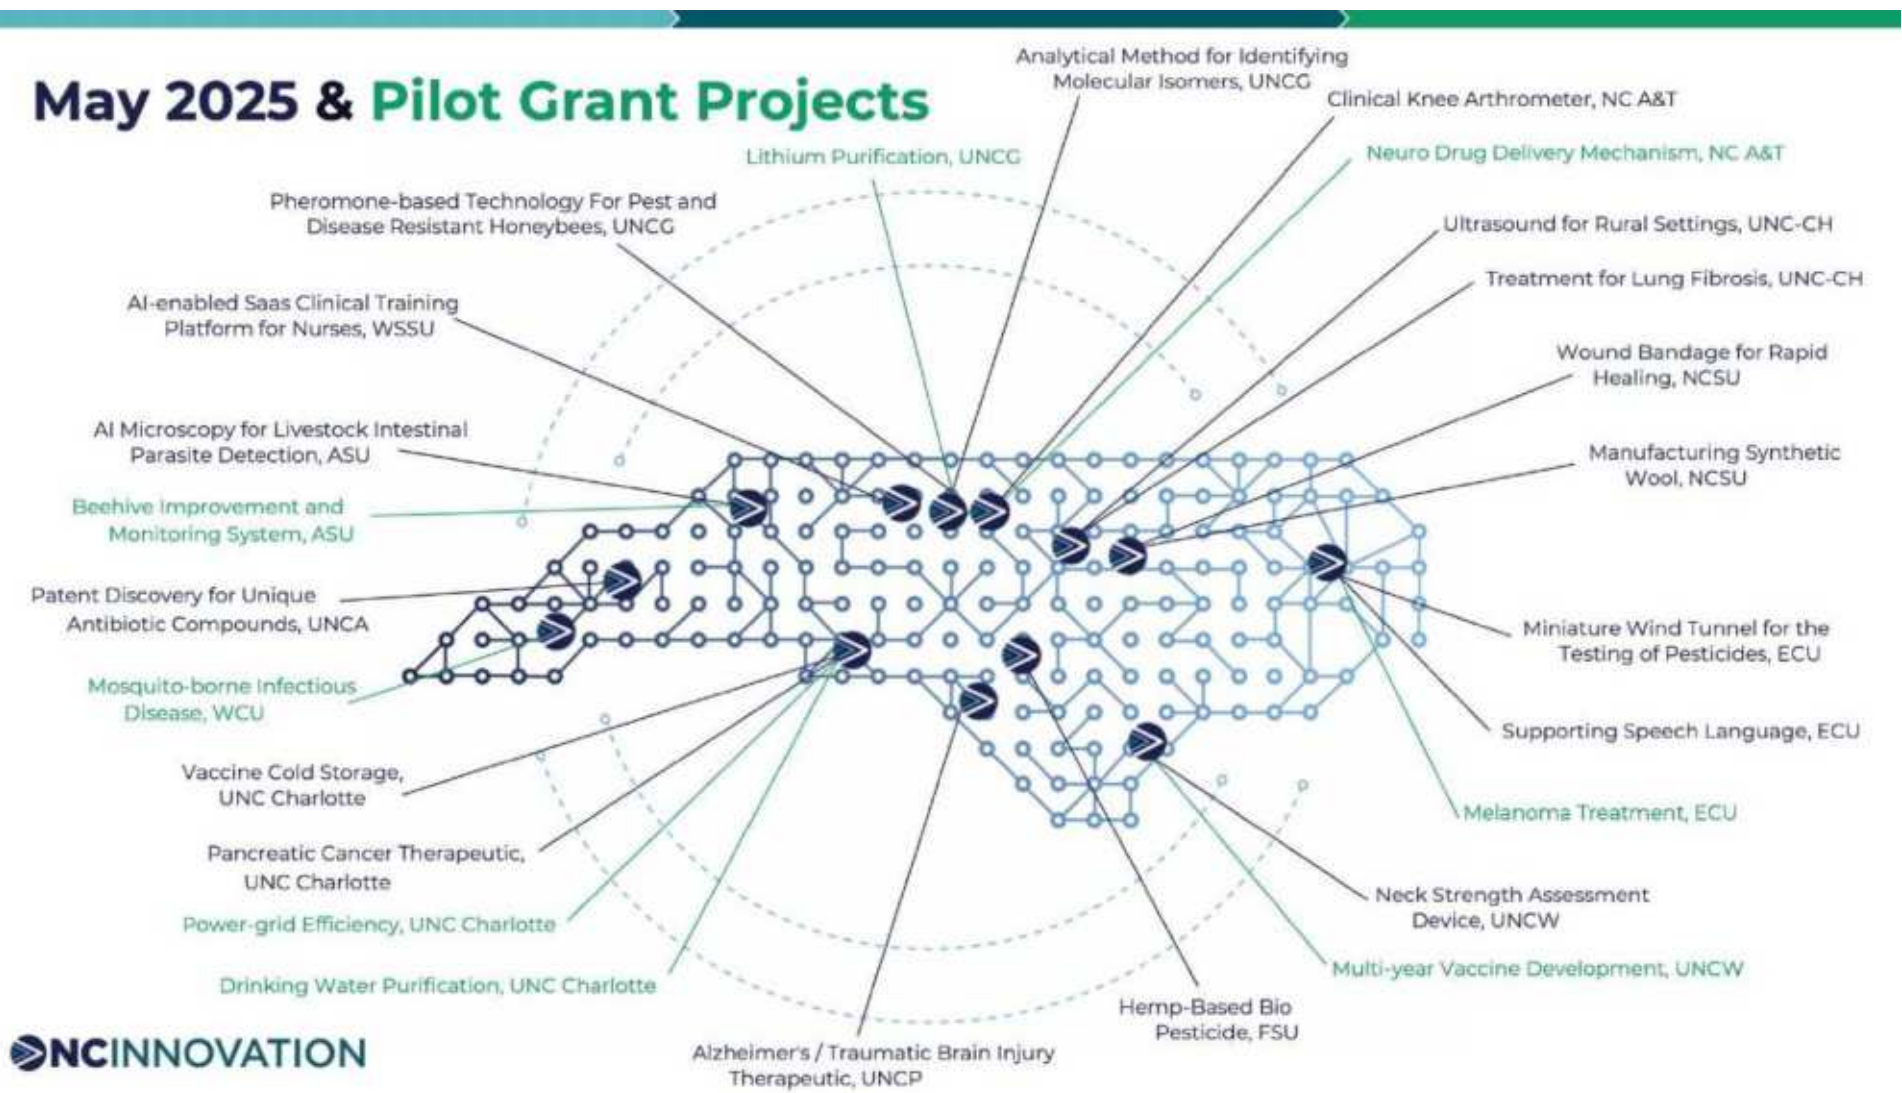 May 2025 & Pilot Grant Projects
Analytical Method for Identifying
Molecular Isomers, UNCG
Clinical Knee Arthrometer, NC A&T
Lithium Purification, UNCG
Neuro Drug Delivery Mechanism, NC A&T
Pheromone-based Technology For Pest and
Disease Resistant Honeybees, UNCG
Ultrasound for Rural Settings, UNC-CH
Treatment for Lung Fibrosis, UNC-CH
AI-enabled Saas Clinical Training
Platform for Nurses, WSSU
Wound Bandage for Rapid
Healing, NCSU
AI Microscopy for Livestock Intestinal
Parasite Detection, ASU
Manufacturing Synthetic
Wool, NCSU
Beehive Improvement and
Monitoring System, ASU
Patent Discovery for Unique
Antibiotic Compounds, UNCA
Miniature Wind Tunnel for the
Testing of Pesticides, ECU
Mosquito-borne Infectious
Disease, WCU
Supporting Speech Language, ECU
Vaccine Cold Storage,
UNC Charlotte
Melanoma Treatment, ECU
Pancreatic Cancer Therapeutic,
UNC Charlotte
Neck Strength Assessment
Device, UNCW
Power-grid Efficiency, UNC Charlotte
Multi-year Vaccine Development, UNCW
Drinking Water Purification, UNC Charlotte
Hemp-Based Bio
Pesticide, FSU
Alzheimer's / Traumatic Brain Injury
Therapeutic, UNCP
NCINNOVATION